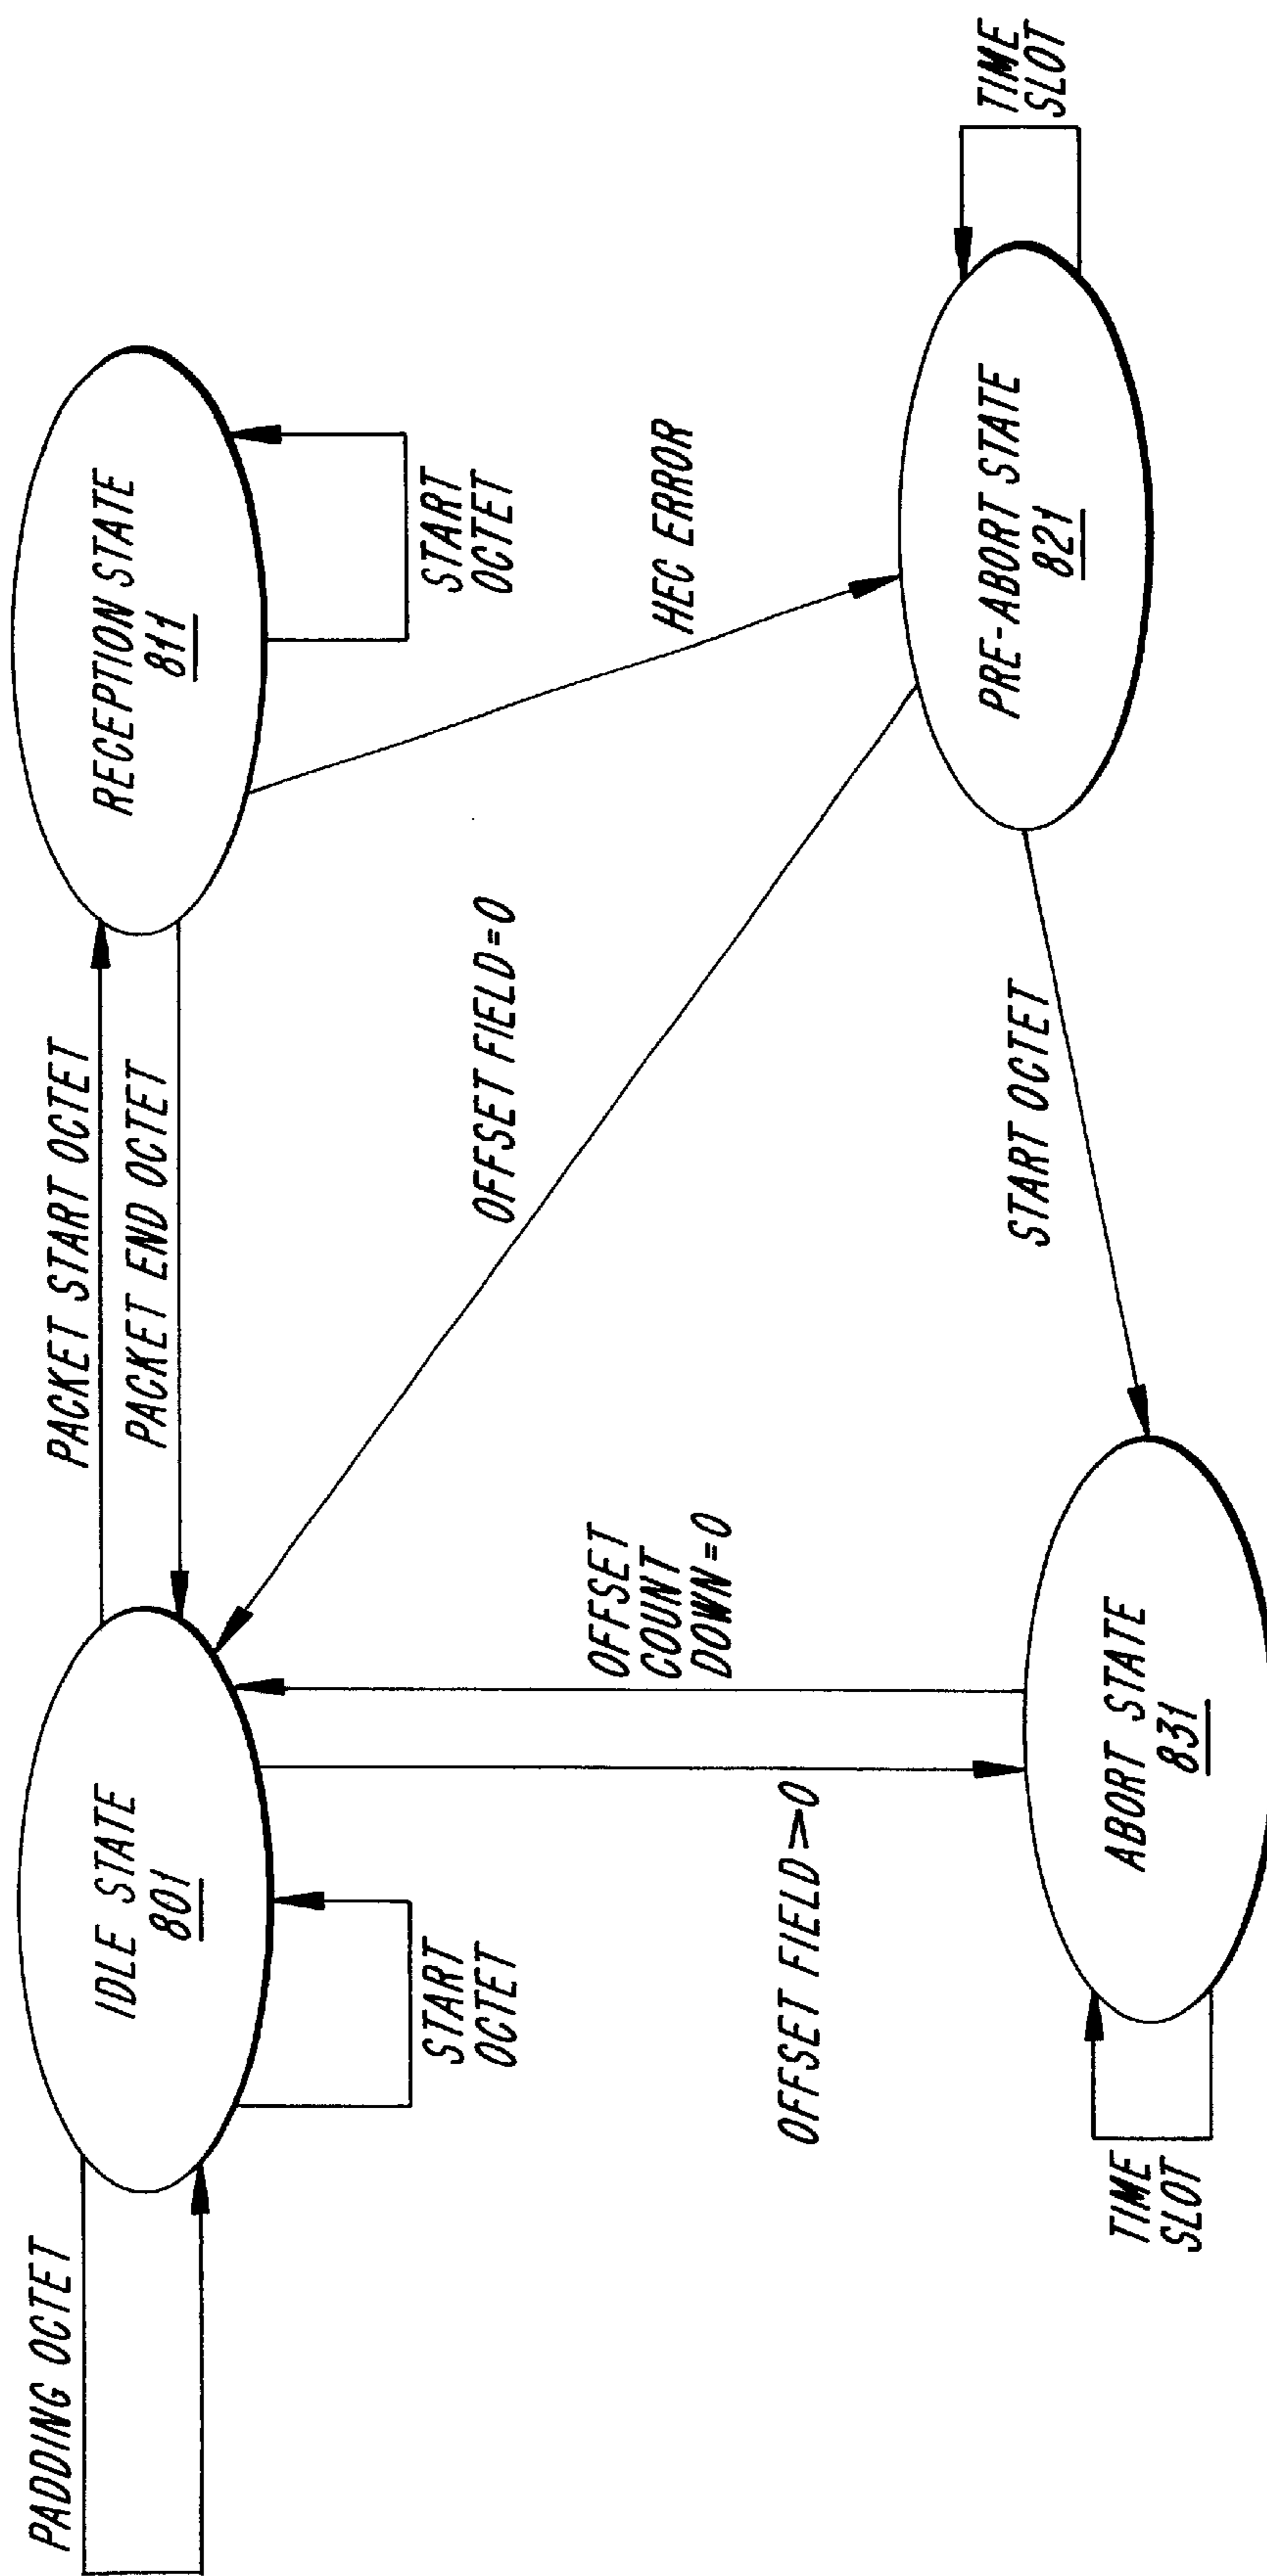 PADDING OCTET
IDLE STATE
801
START
OCTET
PACKET START OCTET
PACKET END OCTET
RECEPTION STATE
811
START
OCTET
OFFSET FIELD=0
HEC ERROR
OFFSET
COUNT
DOWN=0
OFFSET FIELD>0
TIME
SLOT
ABORT STATE
831
START OCTET
PRE-ABORT STATE
821
TIME
SLOT